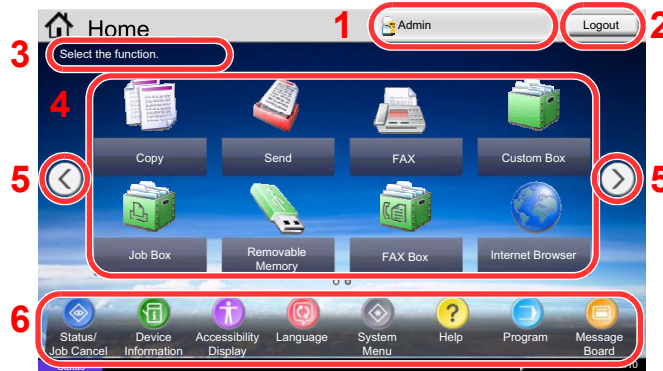 Home
1
Admin
Logout
2
3
Select the function.
4
Copy
Send
FAX
Custom Box
5
5
Job Box
Removable
Memory
FAX Box
Internet Browser
6
Status/
Job Cancel
Device
Information
Accessibility
Display
Language
System
Menu
Help
Program
Message
Board
Status
10